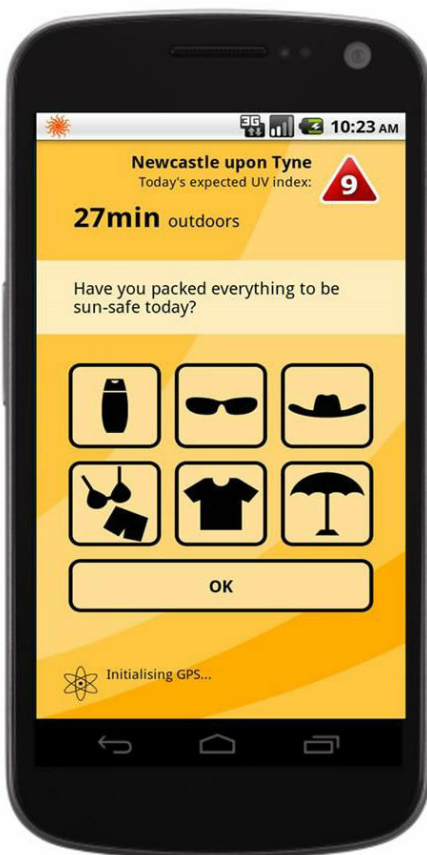 3G
10:23 AM
Newcastle upon Tyne
Today's expected UV index:
9
27min outdoors
Have you packed everything to be
sun-safe today?
OK
Initialising GPS...